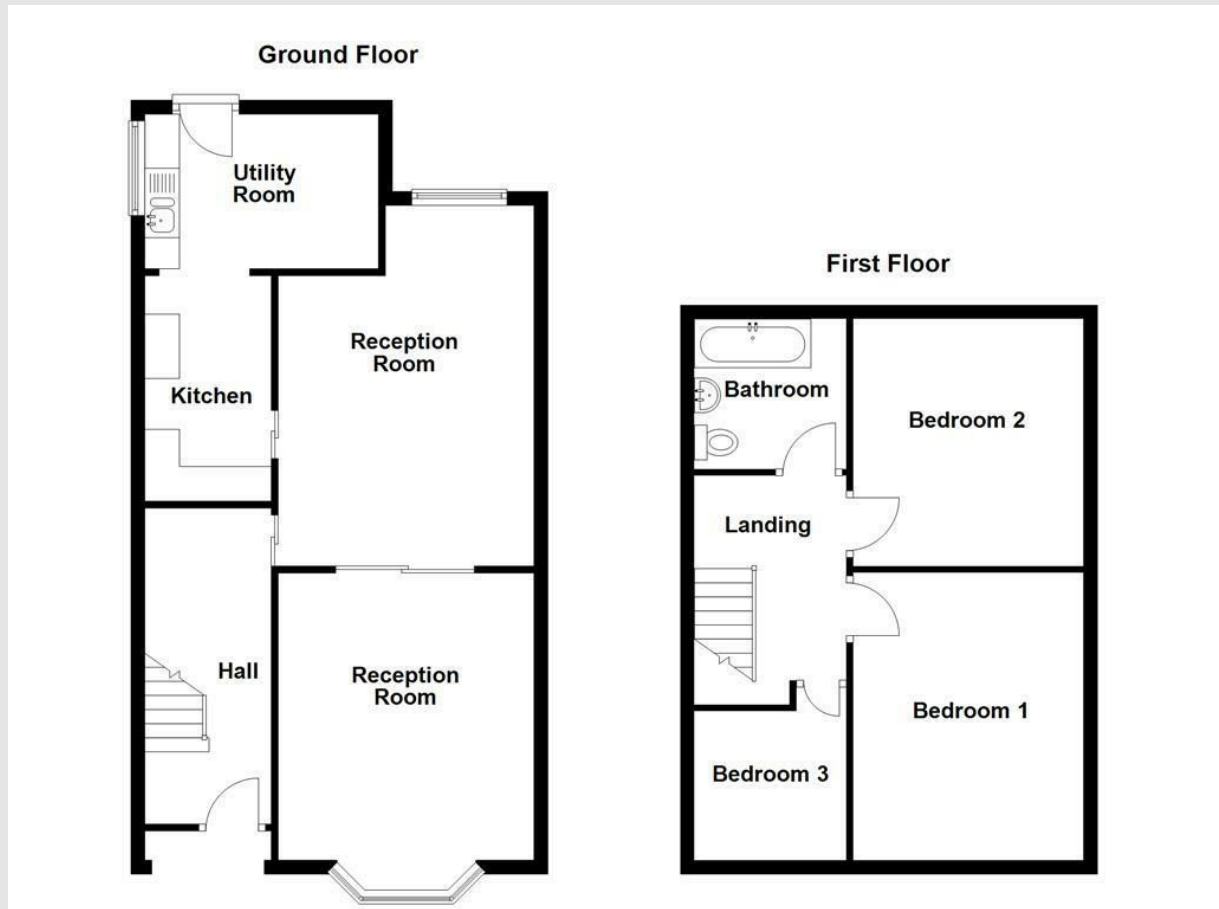 Ground Floor
Utility
Room
Reception
Room
Kitchen
Hall
Reception
Room
First Floor
Bathroom
Bedroom 2
Landing
Bedroom 1
Bedroom 3